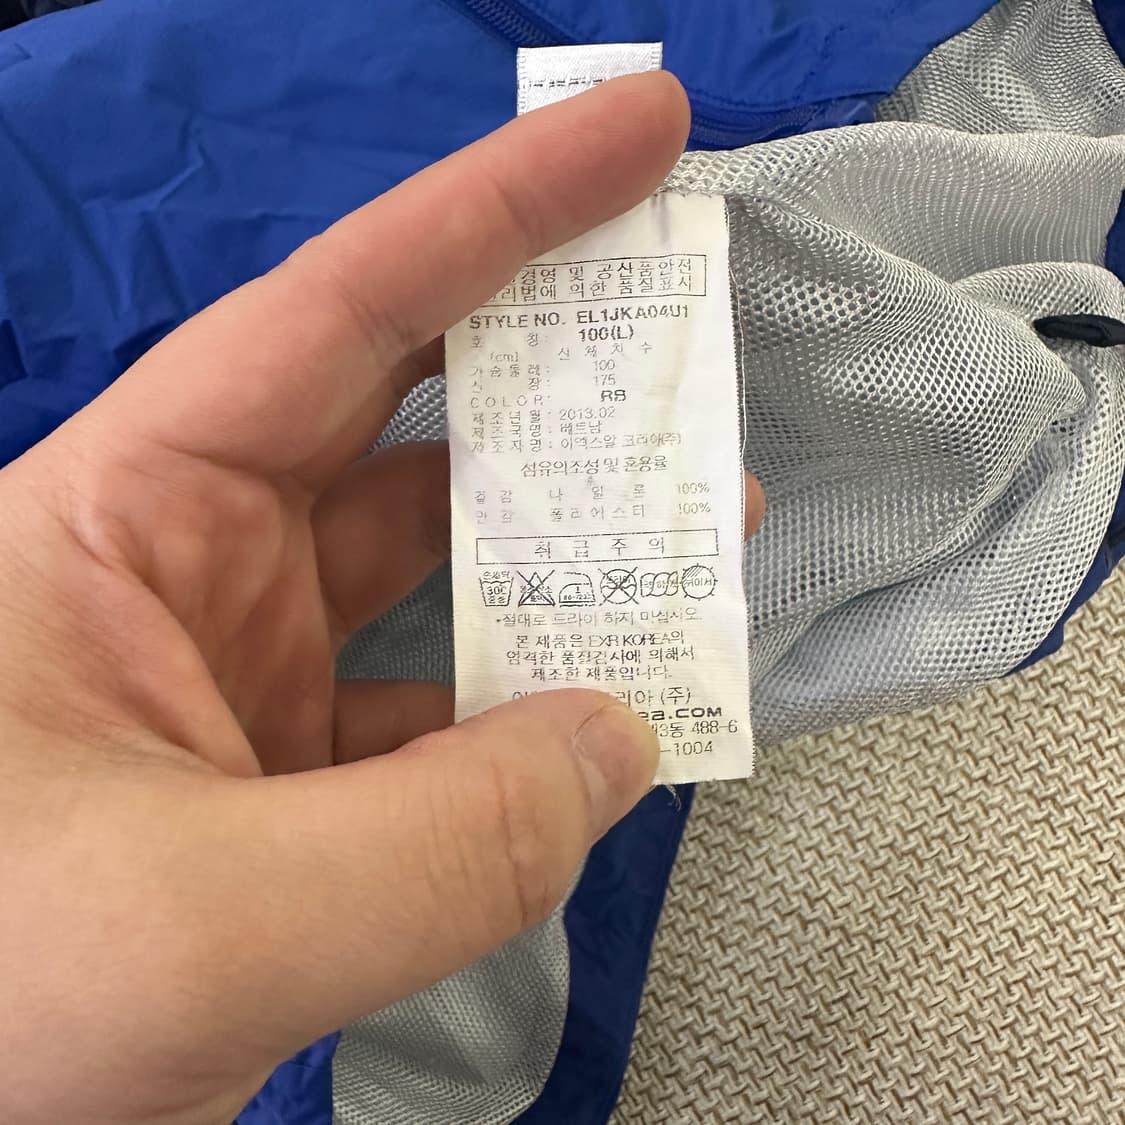 경영 및 공산품안전
리법에 의한 품질표시
STYLE NO. EL1JKA04U1
호 칭: 100(L)
(cm) 신 체 치 수
가슴둘레: 100
신 장: 175
COLOR: RB
제조년월: 2013.02
제조국명: 베트남
제조자명: 이엑스알 코리아(주)
섬유의조성 및 혼용율
겉감 나 일 론 100%
안감 폴리에스터 100%
취 급 주 의
30℃ 중성
•절대로 드라이 하지 마십시오.
본 제품은 EXR KOREA의
엄격한 품질검사에 의해서
제조한 제품입니다.
리아 (주)
ea.COM
3동 488-6
-1004